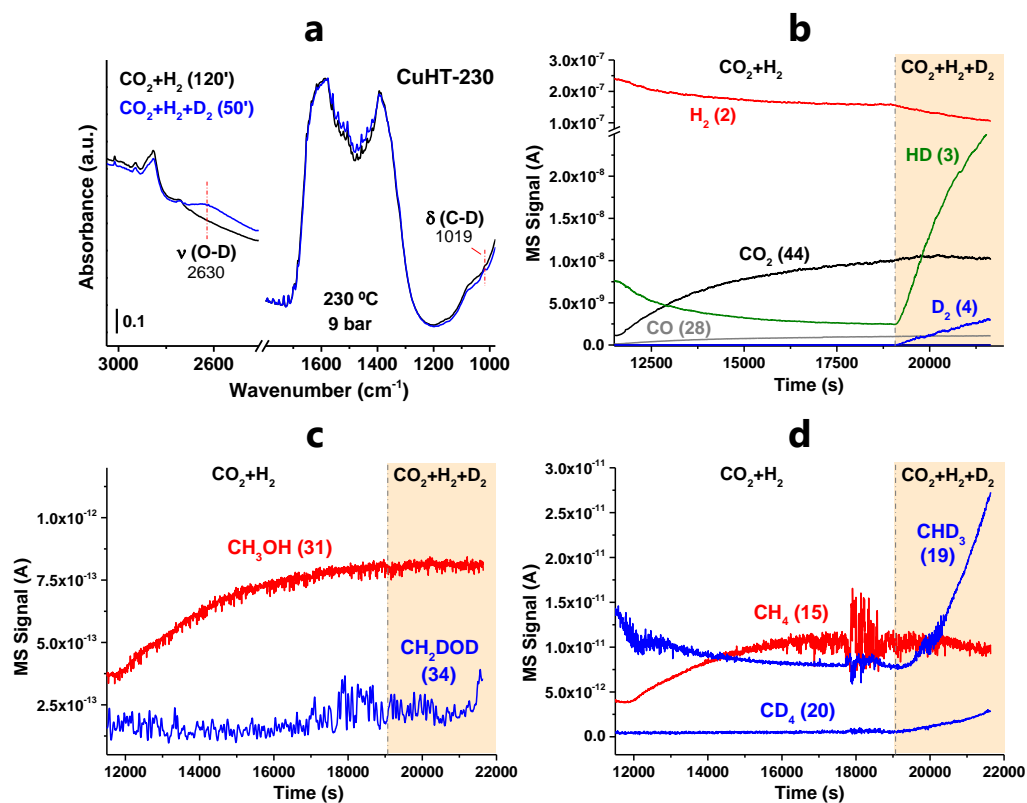 a
CO₂+H₂ (120')
CO₂+H₂+D₂ (50')
CuHT-230
Absorbance (a.u.)
ν (O-D)
2630
δ (C-D)
1019
230 ºC
9 bar
0.1
3000 2600 1600 1400 1200 1000
Wavenumber (cm⁻¹)
b
CO₂+H₂ CO₂+H₂+D₂
3.0x10⁻⁷
2.0x10⁻⁷
1.0x10⁻⁷
2.0x10⁻⁸
1.5x10⁻⁸
1.0x10⁻⁸
5.0x10⁻⁹
0.0
MS Signal (A)
H₂ (2)
HD (3)
CO₂ (44)
D₂ (4)
CO (28)
12500 15000 17500 20000
Time (s)
c
CO₂+H₂ CO₂+H₂+D₂
1.0x10⁻¹²
7.5x10⁻¹³
5.0x10⁻¹³
2.5x10⁻¹³
MS Signal (A)
CH₃OH (31)
CH₂DOD
(34)
12000 14000 16000 18000 20000 22000
Time (s)
d
CO₂+H₂ CO₂+H₂+D₂
3.0x10⁻¹¹
2.5x10⁻¹¹
2.0x10⁻¹¹
1.5x10⁻¹¹
1.0x10⁻¹¹
5.0x10⁻¹²
0.0
MS Signal (A)
CHD₃
(19)
CH₄ (15)
CD₄ (20)
12000 14000 16000 18000 20000 22000
Time (s)